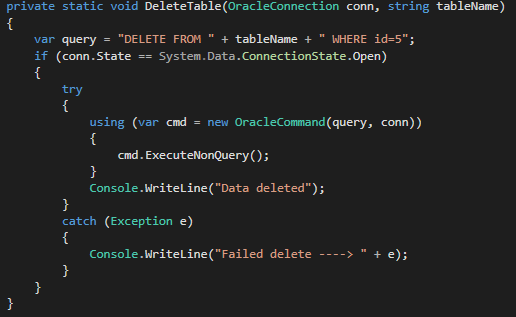 private static void DeleteTable(OracleConnection conn, string tableName)
{
    var query = "DELETE FROM " + tableName + " WHERE id=5";
    if (conn.State == System.Data.ConnectionState.Open)
    {
        try
        {
            using (var cmd = new OracleCommand(query, conn))
            {
                cmd.ExecuteNonQuery();
            }
            Console.WriteLine("Data deleted");
        }
        catch (Exception e)
        {
            Console.WriteLine("Failed delete ----> " + e);
        }
    }
}